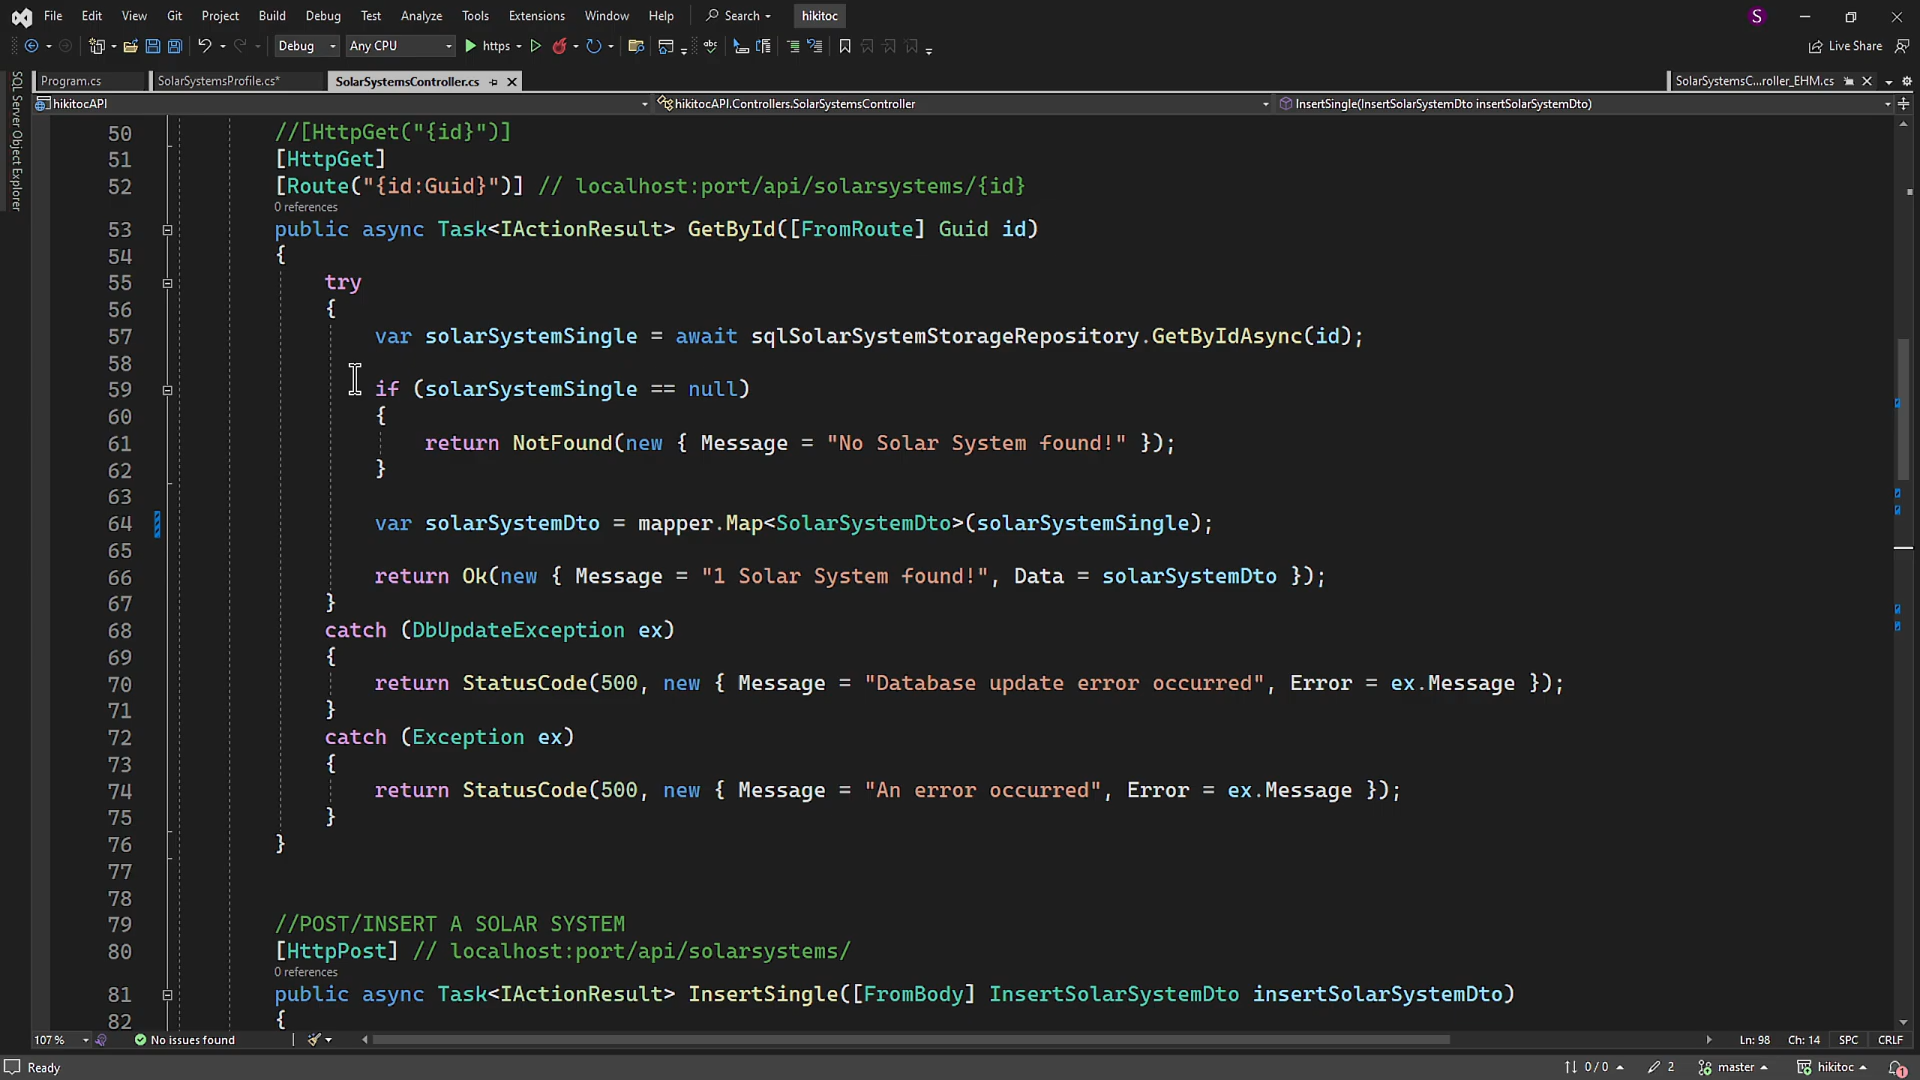 File Edit View Git Project Build Debug Test Analyze Tools Extensions Window Help Search hikitoc S
Debug Any CPU https Live Share
Program.cs SolarSystemsProfile.cs* SolarSystemsController.cs SolarSystemsC...roller_EHM.cs
hikitocAPI hikitocAPI.Controllers.SolarSystemsController InsertSingle(InsertSolarSystemDto insertSolarSystemDto)
SQL Server Object Explorer
50 //[HttpGet("{id}")]
51 [HttpGet]
52 [Route("{id:Guid}")] // localhost:port/api/solarsystems/{id}
0 references
53 public async Task<IActionResult> GetById([FromRoute] Guid id)
54 {
55 try
56 {
57 var solarSystemSingle = await sqlSolarSystemStorageRepository.GetByIdAsync(id);
58
59 if (solarSystemSingle == null)
60 {
61 return NotFound(new { Message = "No Solar System found!" });
62 }
63
64 var solarSystemDto = mapper.Map<SolarSystemDto>(solarSystemSingle);
65
66 return Ok(new { Message = "1 Solar System found!", Data = solarSystemDto });
67 }
68 catch (DbUpdateException ex)
69 {
70 return StatusCode(500, new { Message = "Database update error occurred", Error = ex.Message });
71 }
72 catch (Exception ex)
73 {
74 return StatusCode(500, new { Message = "An error occurred", Error = ex.Message });
75 }
76 }
77
78
79 //POST/INSERT A SOLAR SYSTEM
80 [HttpPost] // localhost:port/api/solarsystems/
0 references
81 public async Task<IActionResult> InsertSingle([FromBody] InsertSolarSystemDto insertSolarSystemDto)
82 {
107 % No issues found Ln: 98 Ch: 14 SPC CRLF
Ready 0 / 0 2 master hikitoc 1